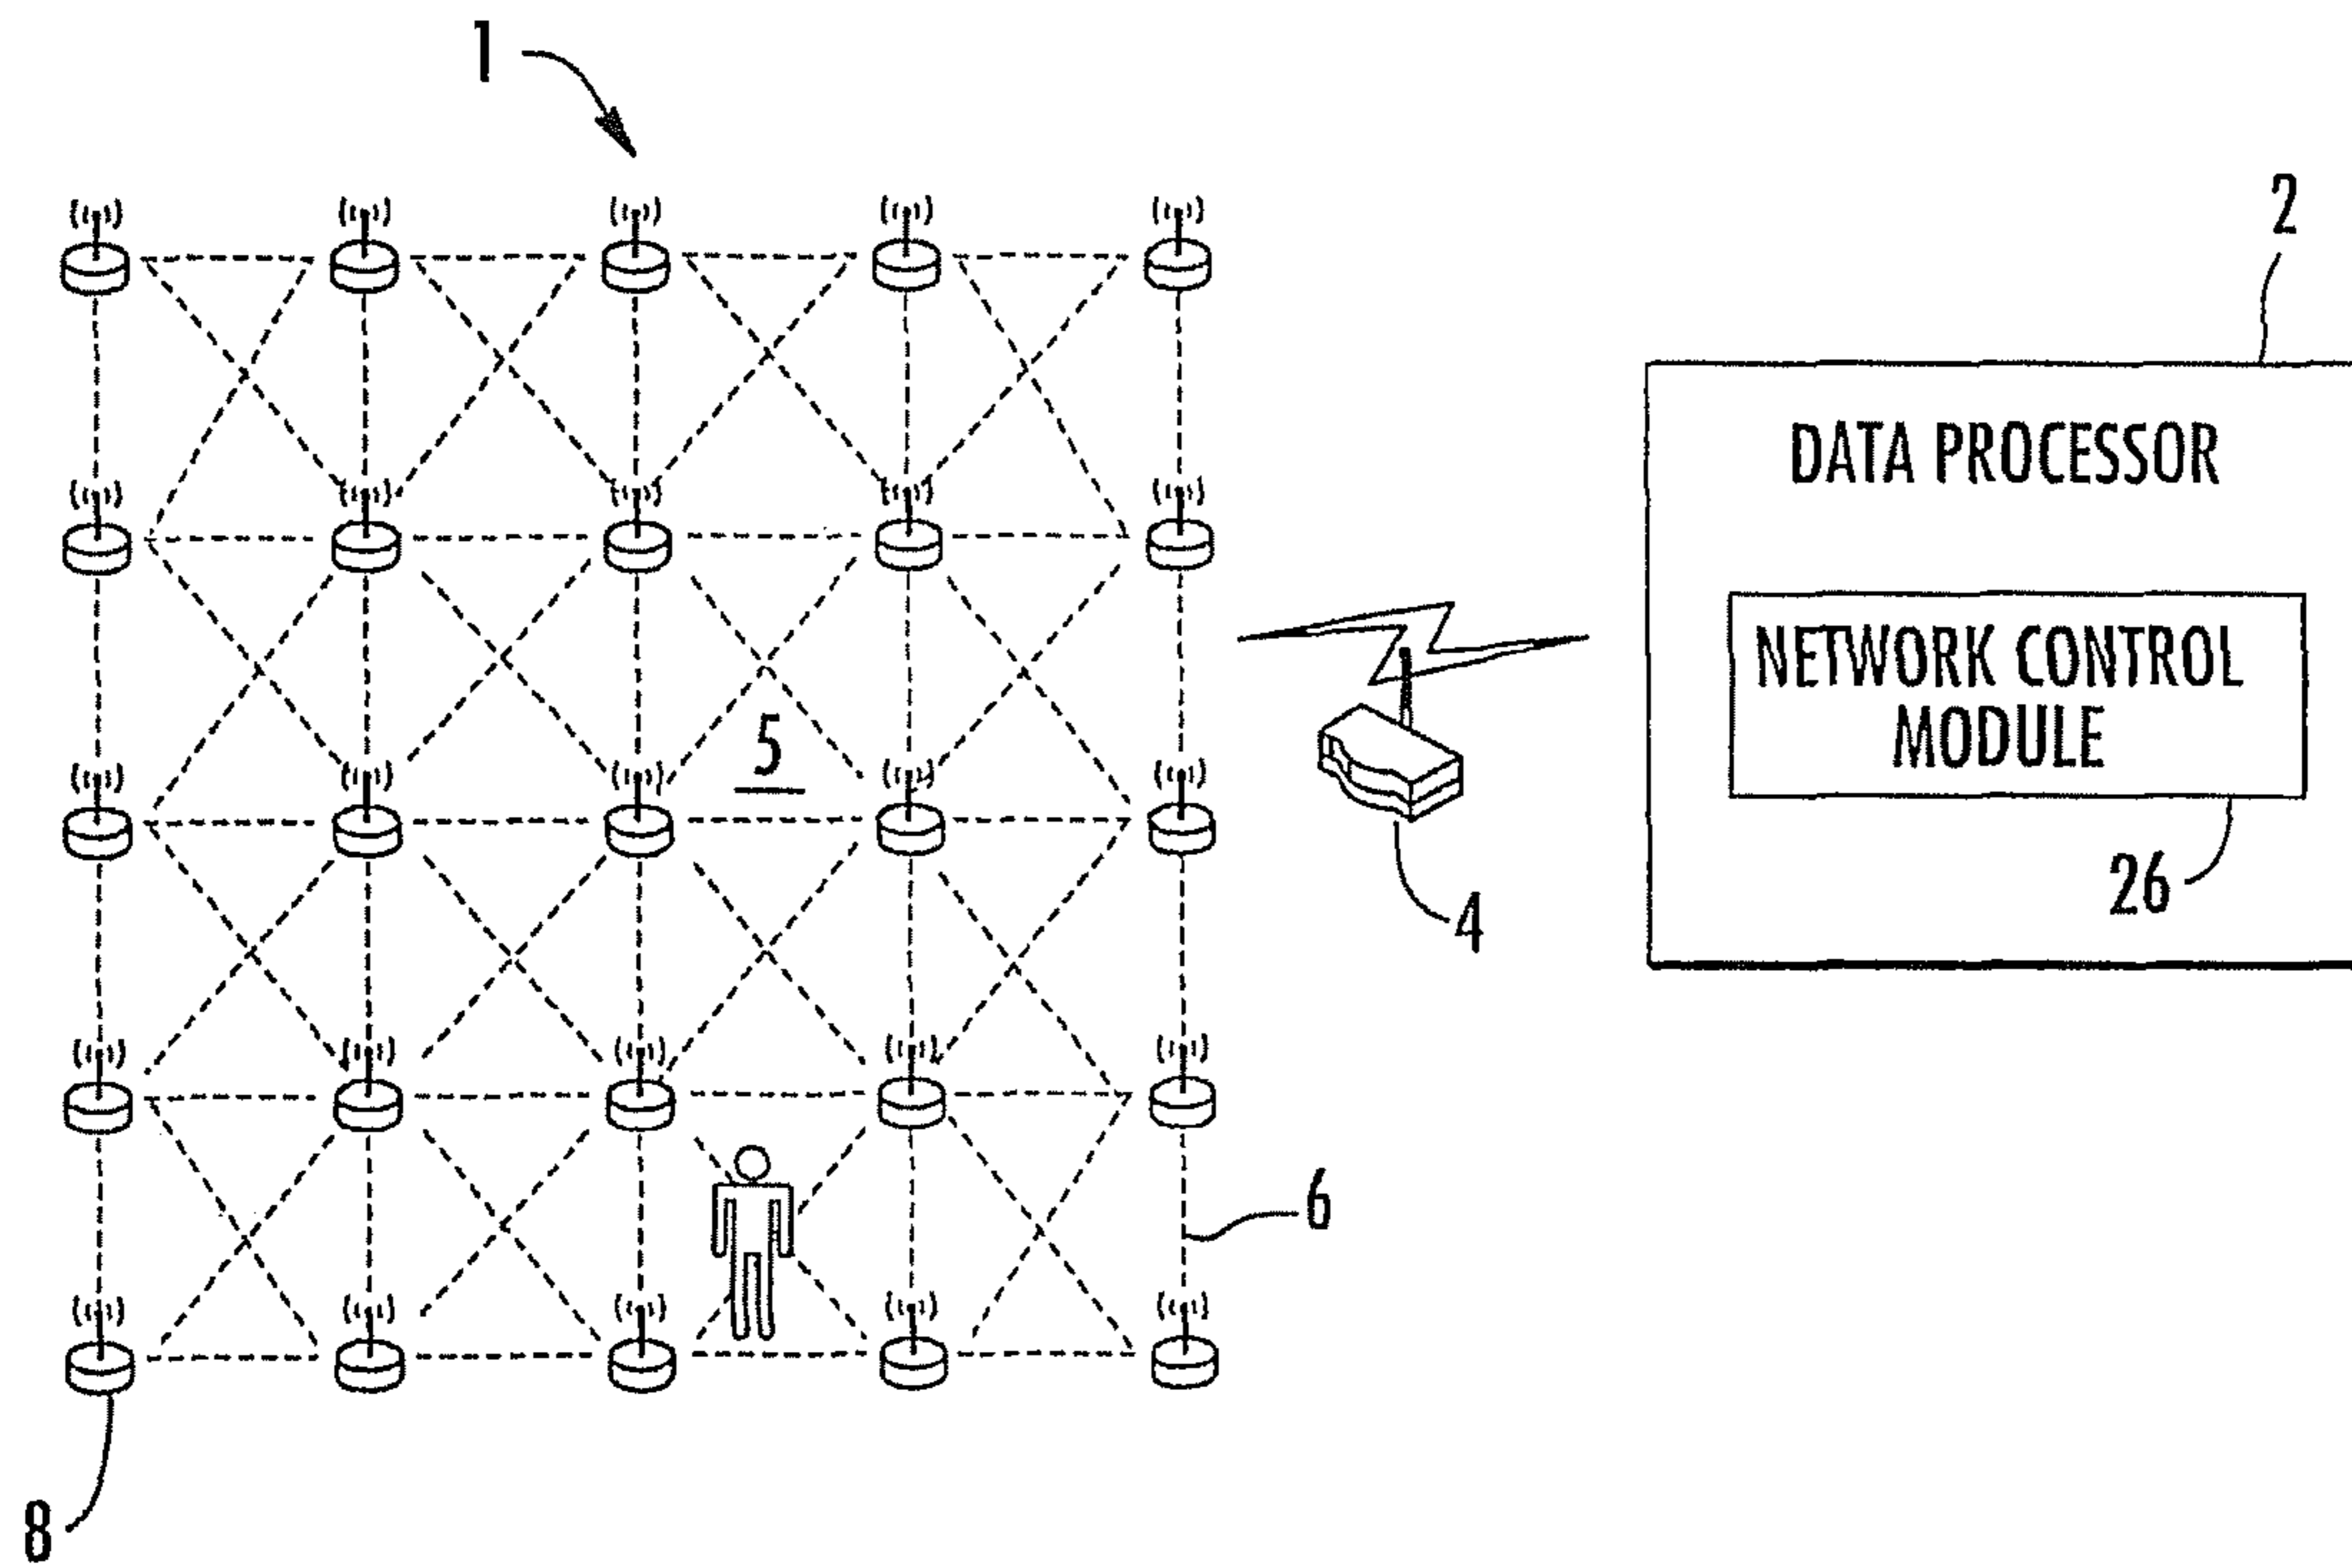 1
2
DATA PROCESSOR
NETWORK CONTROL
MODULE
5
26
4
6
8